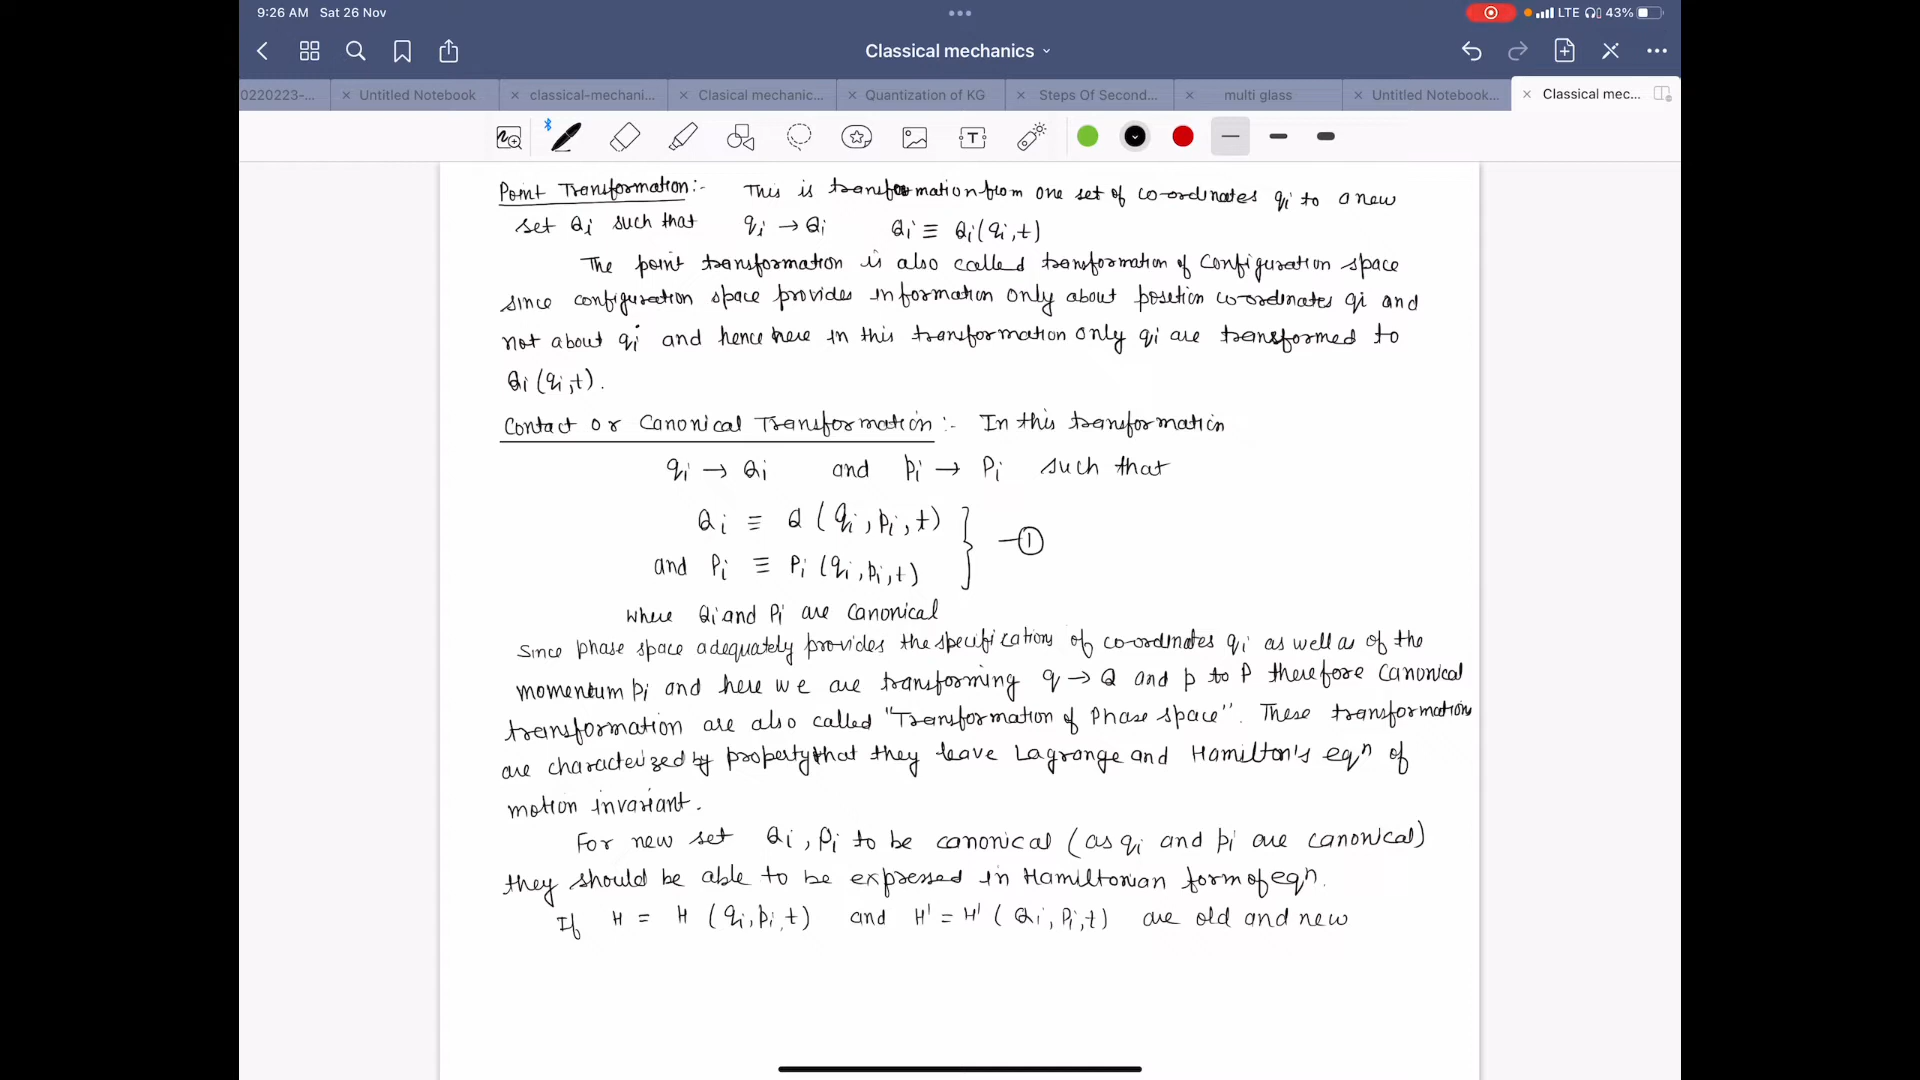 9:26 AM Sat 26 Nov
LTE 43%
Classical mechanics
0220223-...
Untitled Notebook
classical-mechani...
Clasical mechanic...
Quantization of KG
Steps Of Second...
multi glass
Untitled Notebook...
Classical mec...
T
Point Transformation:- This is transformation from one set of co-ordinates qi to a new
set Qi such that qi → Qi Qi ≡ Qi(qi,t)
The point transformation is also called transformation of Configuration space
since configuration space provides information only about position co-ordinates qi and
not about q̇i and hence here in this transformation only qi are transformed to
Qi(qi,t).
Contact or Canonical Transformation:- In this transformation
qi → Qi and pi → Pi such that
Qi ≡ Q (qi, pi, t)
and Pi ≡ Pi (qi, pi, t) } —①
where Qi and Pi are canonical
Since phase space adequately provides the specifications of co-ordinates qi as well as of the
momentum pi and here we are transforming q → Q and p to P therefore canonical
transformation are also called "Transformation of Phase space". These transformations
are characterized by property that they leave Lagrange and Hamilton's eqn of
motion invariant.
For new set Qi, Pi to be canonical (as qi and pi are canonical)
they should be able to be expressed in Hamiltonian form of eqn.
If H = H (qi, pi, t) and H' = H' (Qi, Pi, t) are old and new